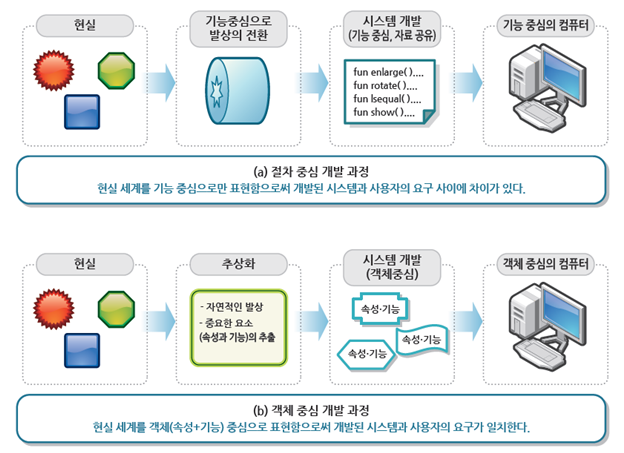 현실
기능중심으로
발상의 전환
시스템 개발
(기능 중심, 자료 공유)
기능 중심의 컴퓨터
fun enlarge( )....
fun rotate( )....
fun lsequal( )....
fun show( )....
(a) 절차 중심 개발 과정
현실 세계를 기능 중심으로만 표현함으로써 개발된 시스템과 사용자의 요구 사이에 차이가 있다.
현실
추상화
시스템 개발
(객체중심)
객체 중심의 컴퓨터
- 자연적인 발상
- 중요한 요소
(속성과 기능)의 추출
속성·기능
속성·기능
속성·기능
(b) 객체 중심 개발 과정
현실 세계를 객체(속성+기능) 중심으로 표현함으로써 개발된 시스템과 사용자의 요구가 일치한다.